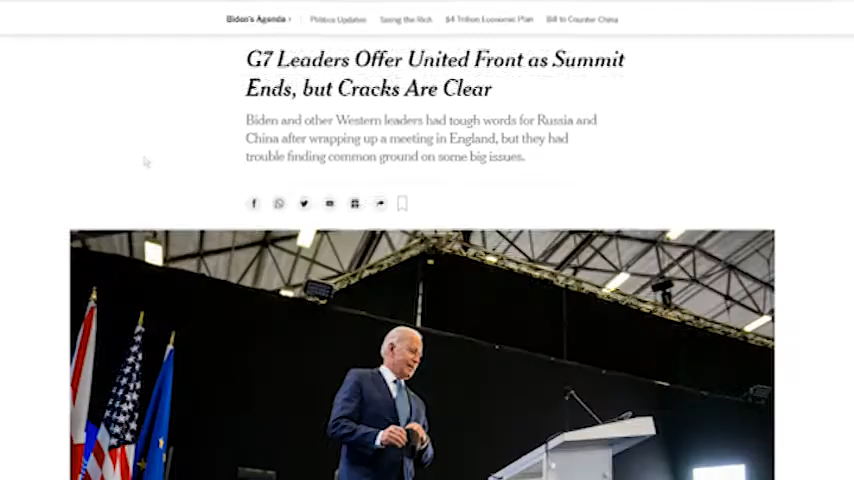 Biden's Agenda › Politics Updates Taxing the Rich $4 Trillion Economic Plan Bill to Counter China
G7 Leaders Offer United Front as Summit
Ends, but Cracks Are Clear
Biden and other Western leaders had tough words for Russia and
China after wrapping up a meeting in England, but they had
trouble finding common ground on some big issues.